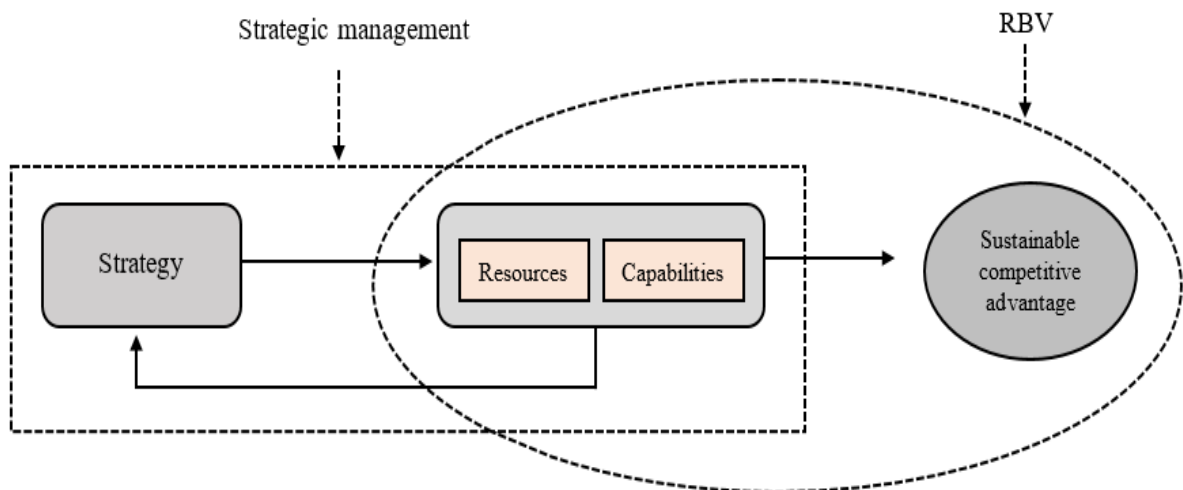 Strategic management
RBV
Strategy
Resources
Capabilities
Sustainable
competitive
advantage